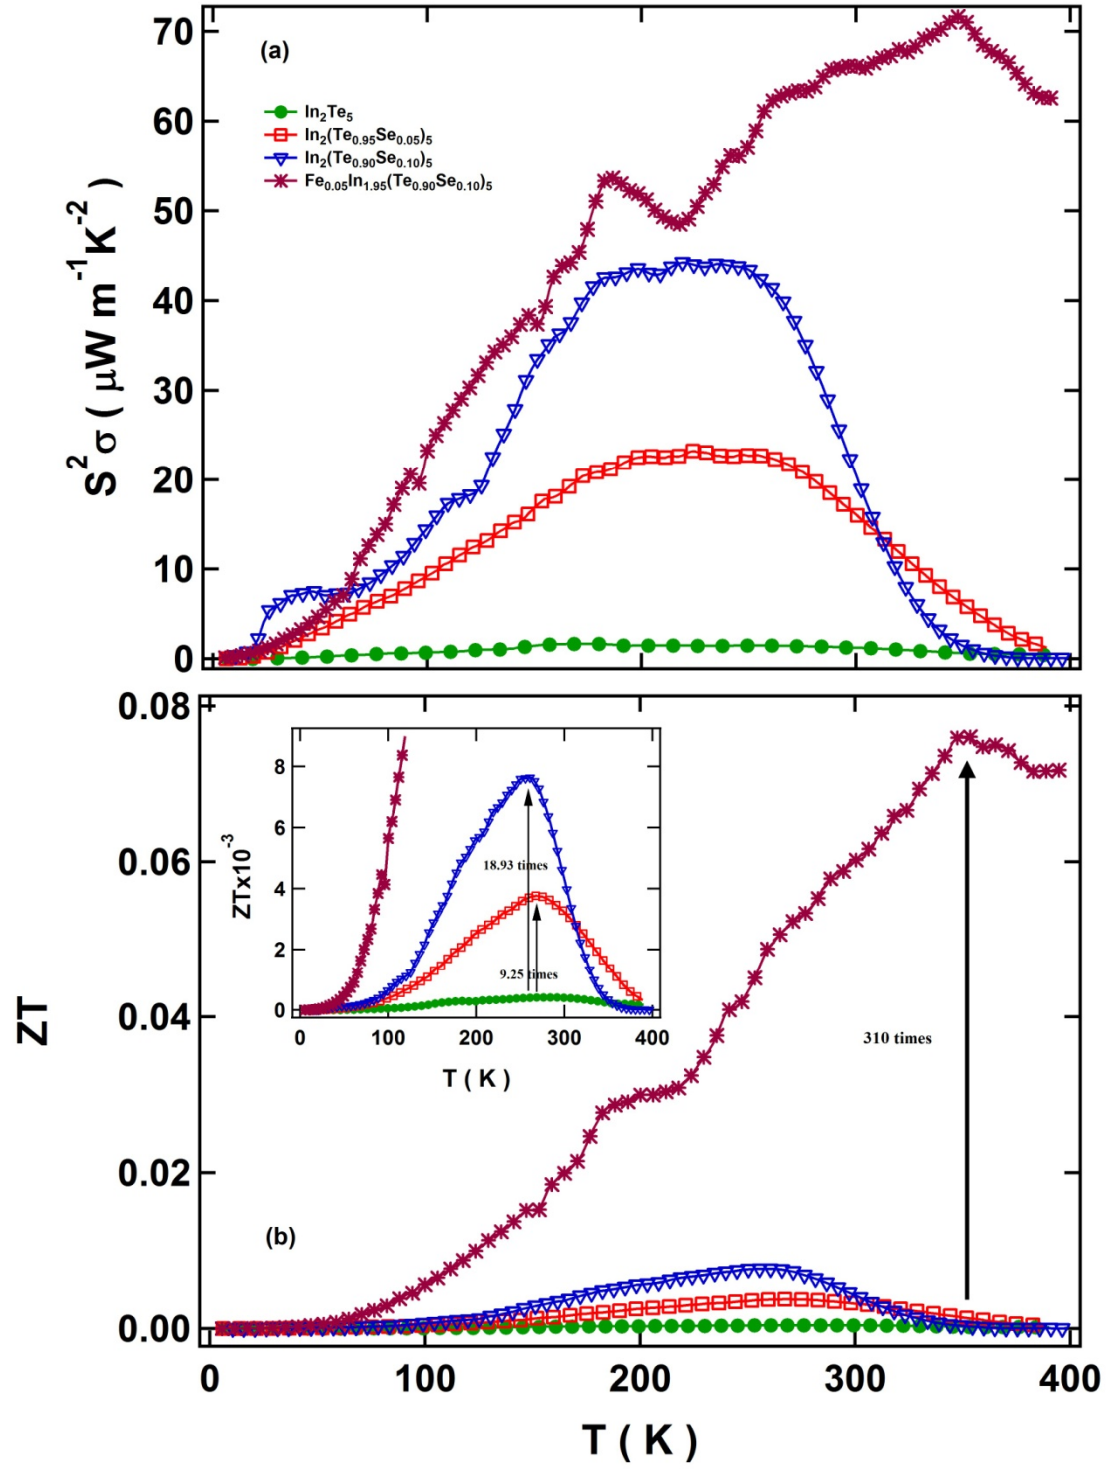 (a)
In₂Te₅
In₂(Te₀.₉₅Se₀.₀₅)₅
In₂(Te₀.₉₀Se₀.₁₀)₅
Fe₀.₀₅In₁.₉₅(Te₀.₉₀Se₀.₁₀)₅
S² σ ( μW m⁻¹K⁻²)
70
60
50
40
30
20
10
0
0.08
0.06
0.04
0.02
0.00
ZT
ZTx10⁻³
8
6
4
2
0
18.93 times
9.25 times
0 100 200 300 400
T ( K )
310 times
(b)
0 100 200 300 400
T ( K )